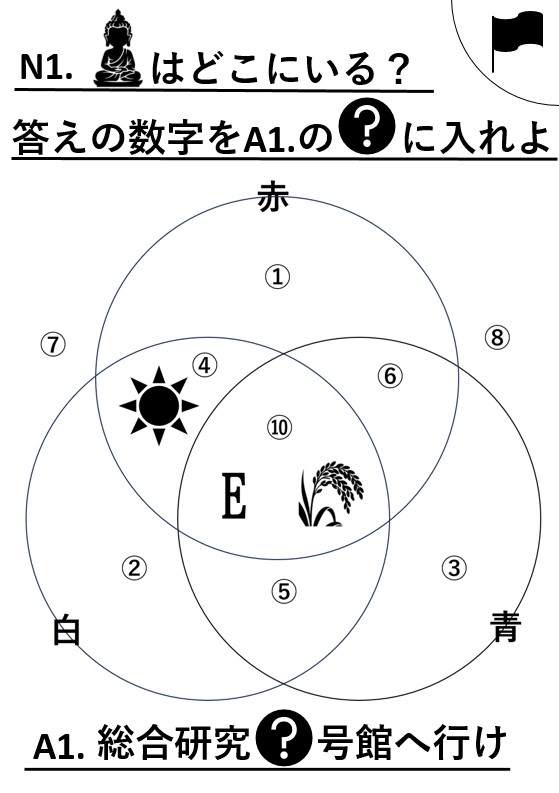 N1. はどこにいる？
答えの数字をA1.の?に入れよ
赤
①
⑦
⑧
④
⑥
⑩
E
②
③
⑤
白
青
A1. 総合研究?号館へ行け